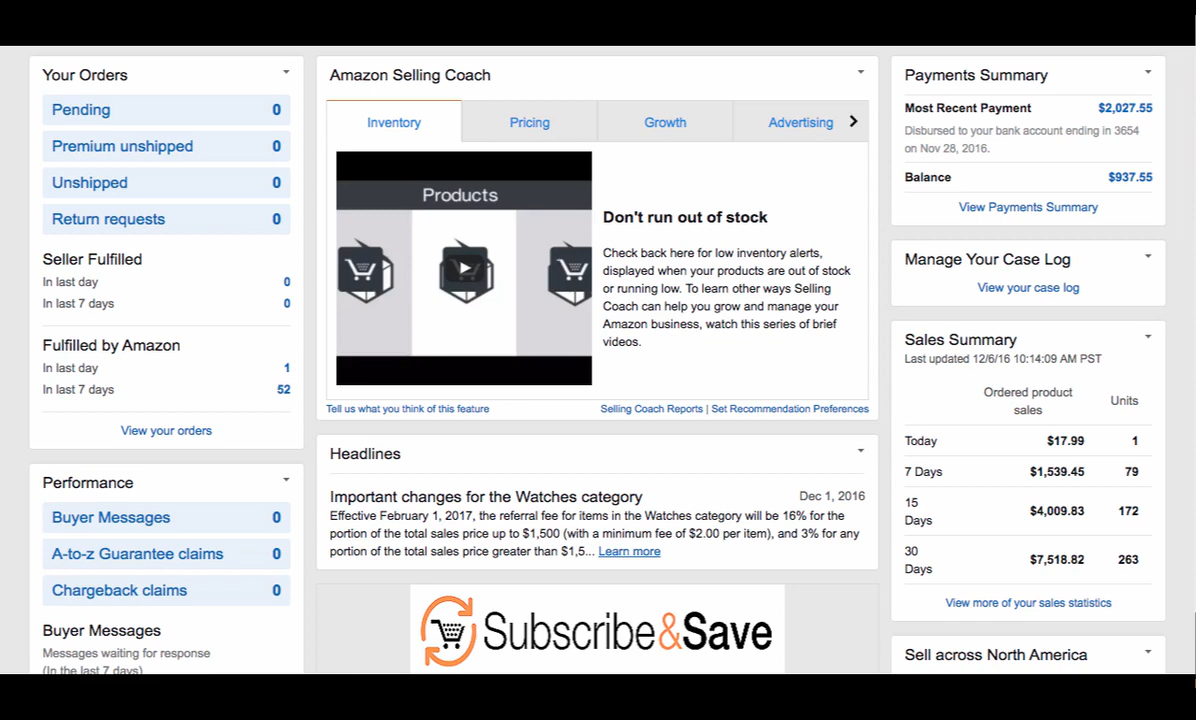 Your Orders
Pending 0
Premium unshipped 0
Unshipped 0
Return requests 0
Seller Fulfilled
In last day 0
In last 7 days 0
Fulfilled by Amazon
In last day 1
In last 7 days 52
View your orders
Performance
Buyer Messages 0
A-to-z Guarantee claims 0
Chargeback claims 0
Buyer Messages
Messages waiting for response
(In the last 7 days)
Amazon Selling Coach
Inventory Pricing Growth Advertising
Products
Don't run out of stock
Check back here for low inventory alerts,
displayed when your products are out of stock
or running low. To learn other ways Selling
Coach can help you grow and manage your
Amazon business, watch this series of brief
videos.
Tell us what you think of this feature
Selling Coach Reports | Set Recommendation Preferences
Headlines
Important changes for the Watches category Dec 1, 2016
Effective February 1, 2017, the referral fee for items in the Watches category will be 16% for the
portion of the total sales price up to $1,500 (with a minimum fee of $2.00 per item), and 3% for any
portion of the total sales price greater than $1,5... Learn more
Subscribe&Save
Payments Summary
Most Recent Payment $2,027.55
Disbursed to your bank account ending in 3654
on Nov 28, 2016.
Balance $937.55
View Payments Summary
Manage Your Case Log
View your case log
Sales Summary
Last updated 12/6/16 10:14:09 AM PST
Ordered product
sales
Units
Today $17.99 1
7 Days $1,539.45 79
15
Days
$4,009.83 172
30
Days
$7,518.82 263
View more of your sales statistics
Sell across North America